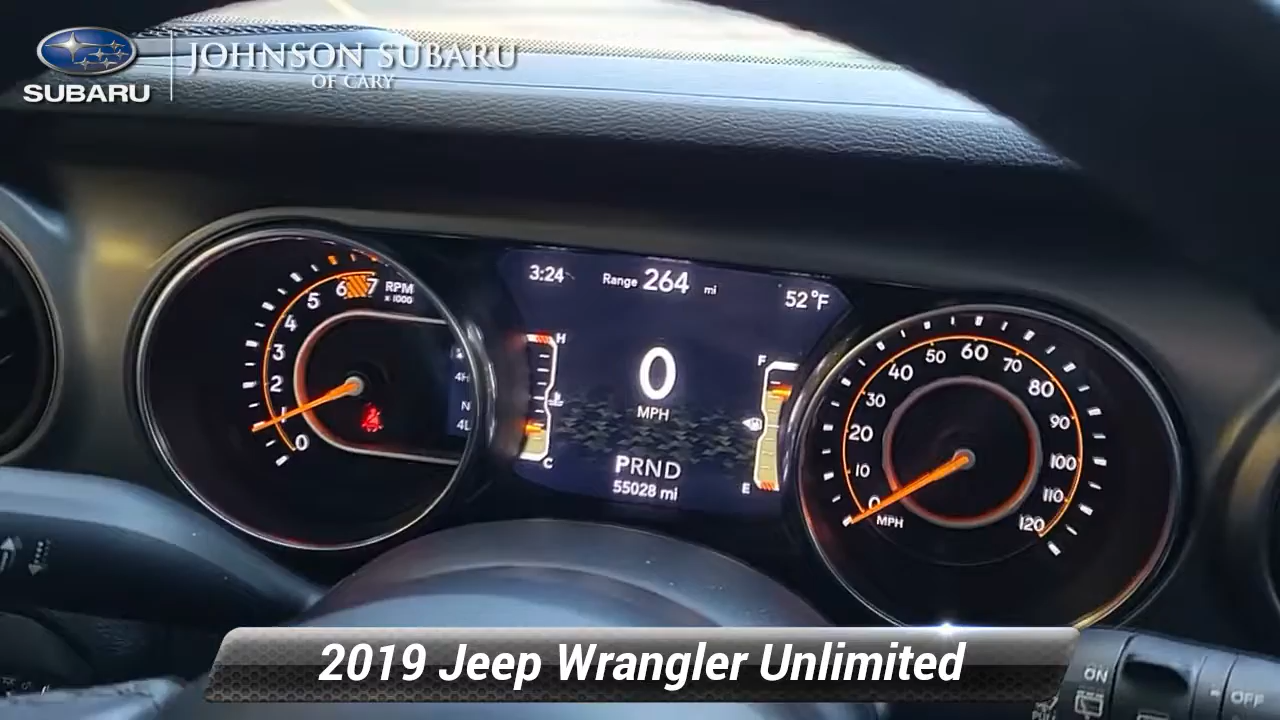 SUBARU
JOHNSON SUBARU
OF CARY
3:24
Range 264 mi
52°F
0
MPH
PRND
55028 mi
H
C
F
E
0
1
2
3
4
5
6
7
RPM
x 1000
4H
N
4L
0
10
20
30
40
50
60
70
80
90
100
110
120
MPH
ON
OFF
2019 Jeep Wrangler Unlimited